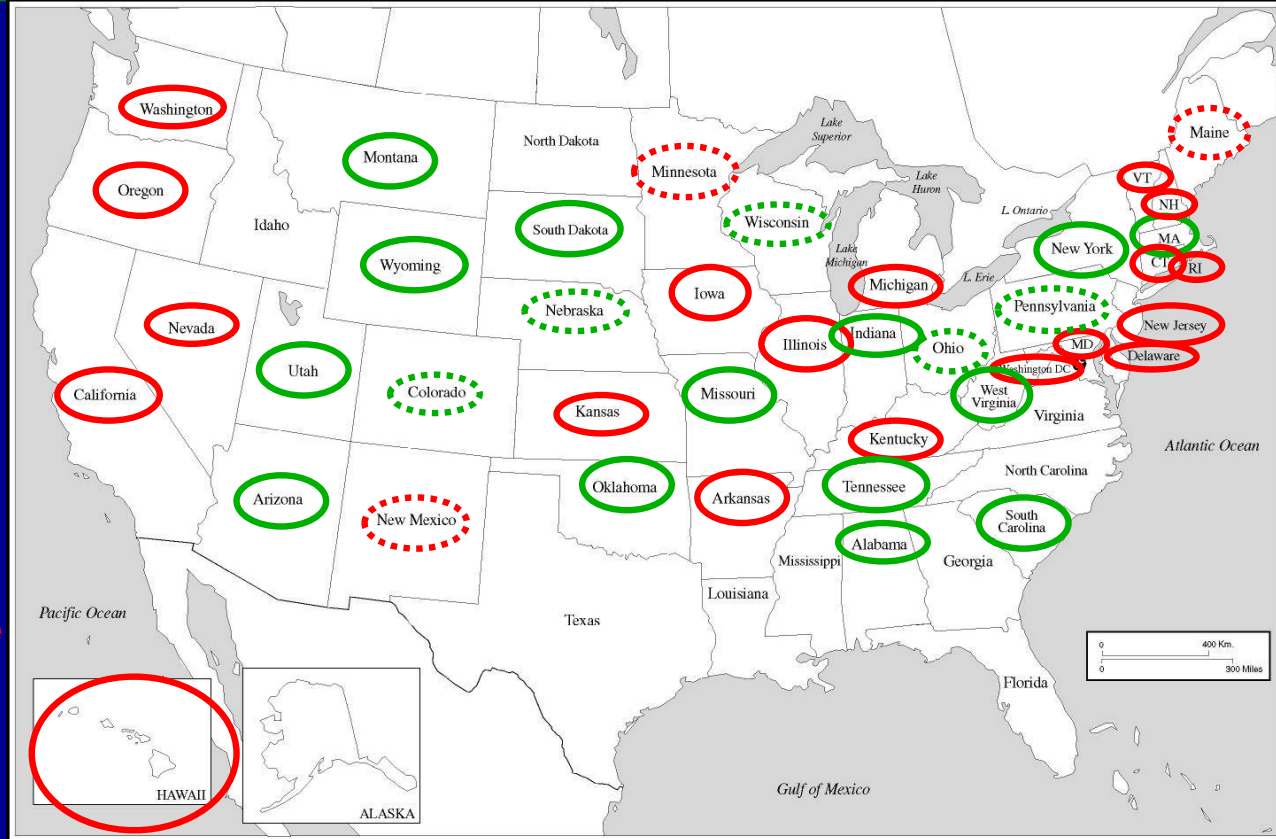 Washington
Montana
North Dakota
Minnesota
Lake
Superior
Maine
Oregon
Idaho
Wyoming
South Dakota
Wisconsin
Lake
Huron
L. Ontario
VT
NH
New York
MA
CT
RI
Lake
Michigan
Michigan
L. Erie
Nevada
Nebraska
Iowa
Illinois
Indiana
Ohio
Pennsylvania
New Jersey
MD
Delaware
Washington DC
California
Utah
Colorado
Kansas
Missouri
Kentucky
West
Virginia
Virginia
Atlantic Ocean
Arizona
New Mexico
Oklahoma
Arkansas
Tennessee
North Carolina
South
Carolina
Mississippi
Alabama
Georgia
Texas
Louisiana
Florida
Pacific Ocean
Gulf of Mexico
HAWAII
ALASKA
0 400 Km.
0 300 Miles